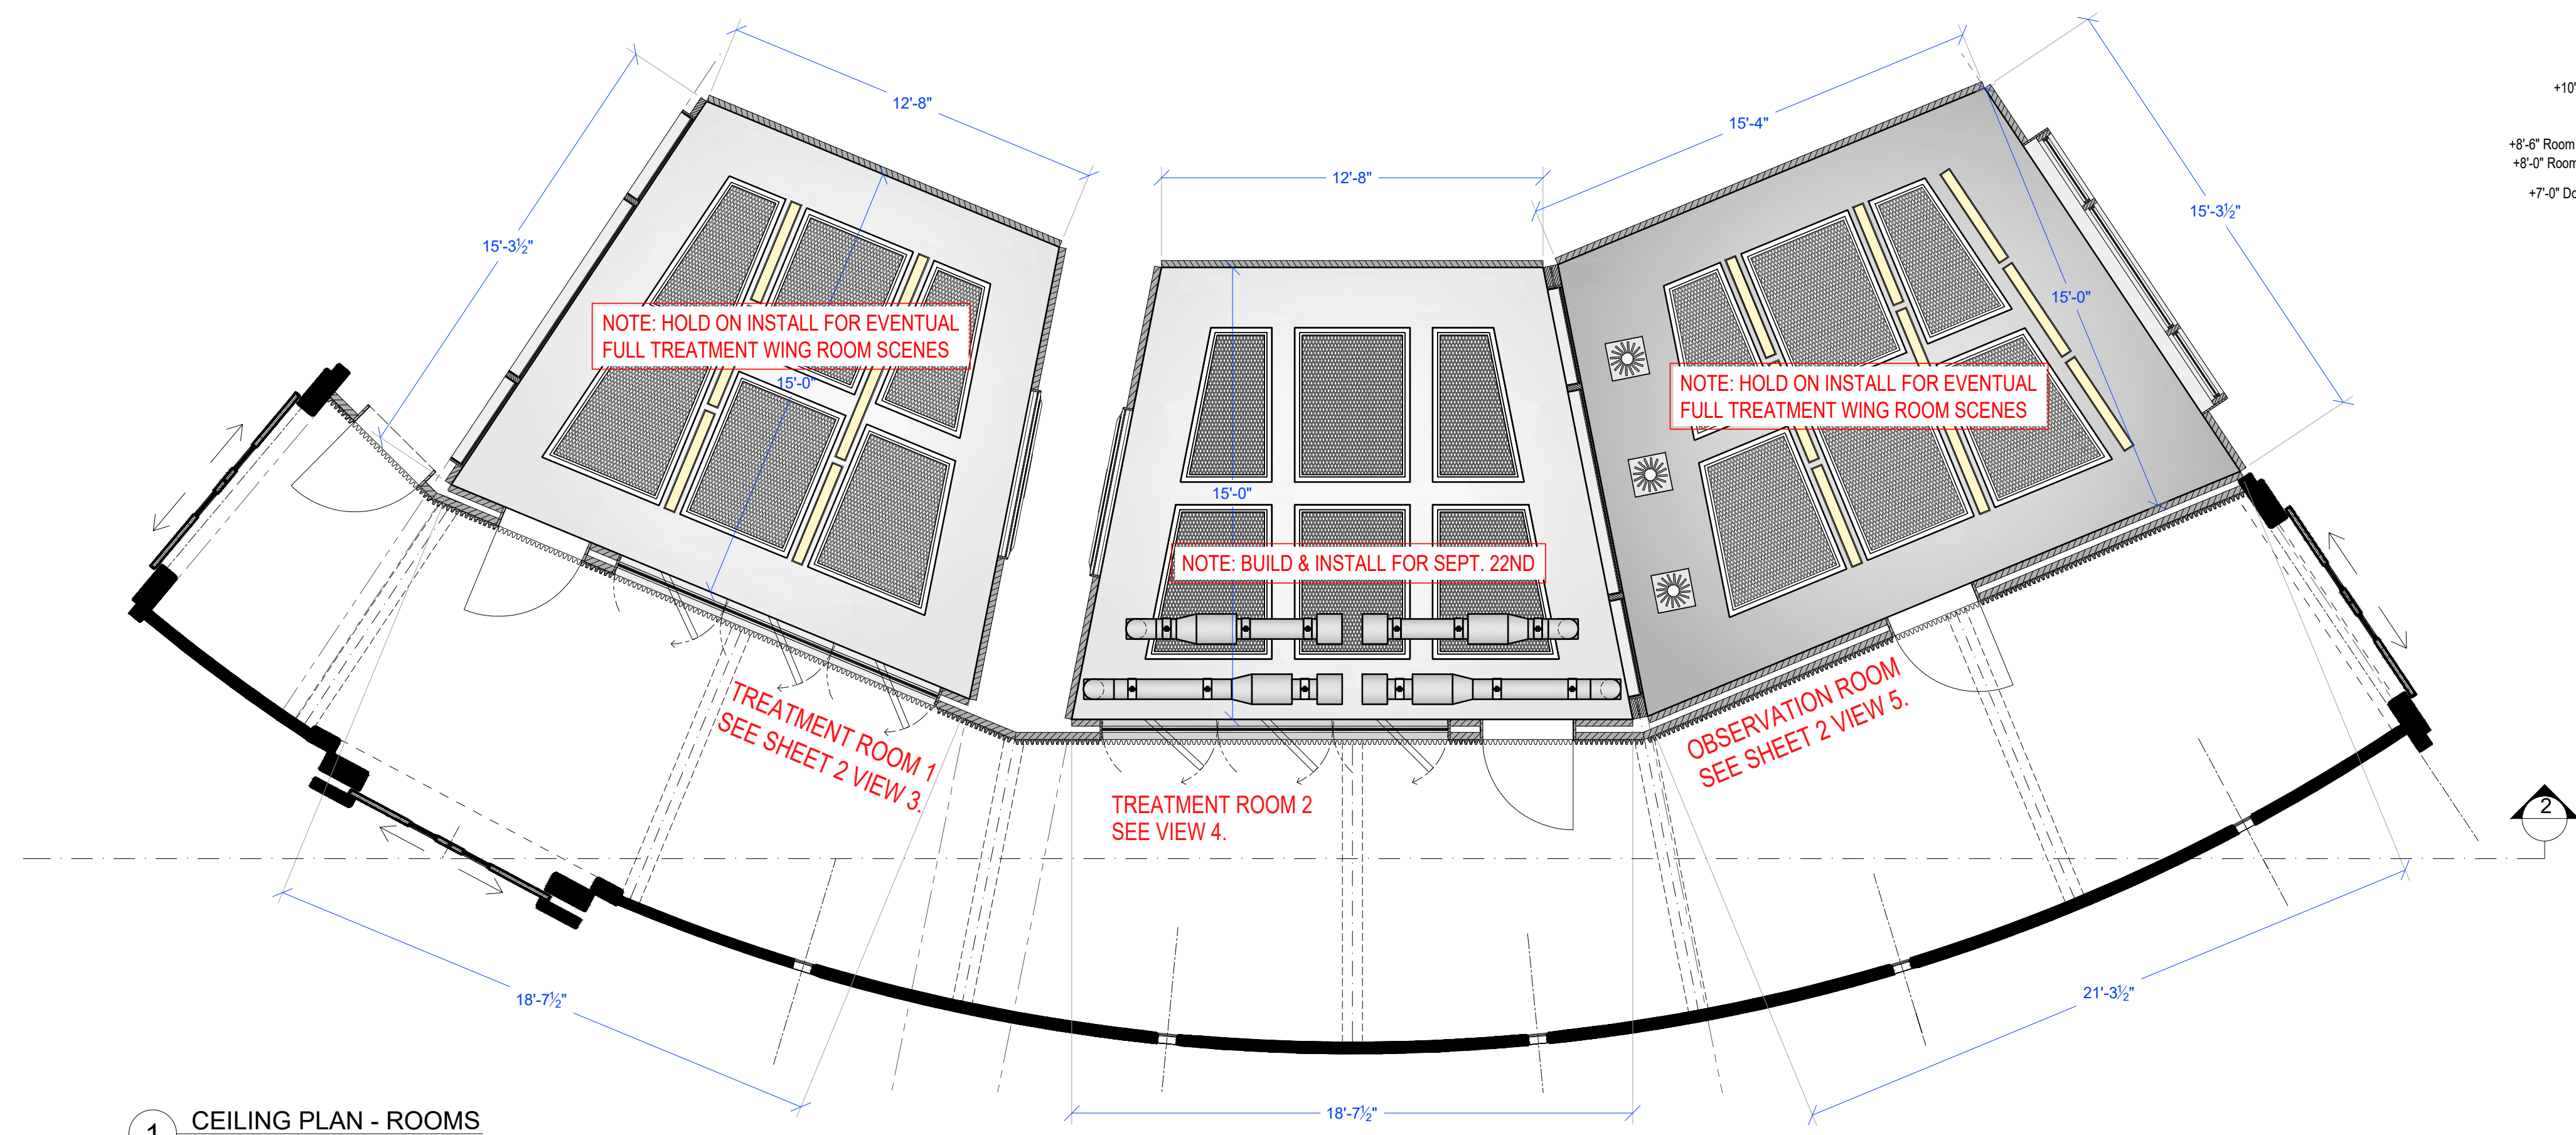 12'-8"
15'-4"
+10'
+8'-6" Room
+8'-0" Room
+7'-0" Do
12'-8"
15'-3½"
15'-3½"
15'-0"
NOTE: HOLD ON INSTALL FOR EVENTUAL
FULL TREATMENT WING ROOM SCENES
15'-0"
NOTE: HOLD ON INSTALL FOR EVENTUAL
FULL TREATMENT WING ROOM SCENES
15'-0"
NOTE: BUILD & INSTALL FOR SEPT. 22ND
TREATMENT ROOM 1
SEE SHEET 2 VIEW 3.
TREATMENT ROOM 2
SEE VIEW 4.
OBSERVATION ROOM
SEE SHEET 2 VIEW 5.
2
18'-7½"
21'-3½"
18'-7½"
1
CEILING PLAN - ROOMS